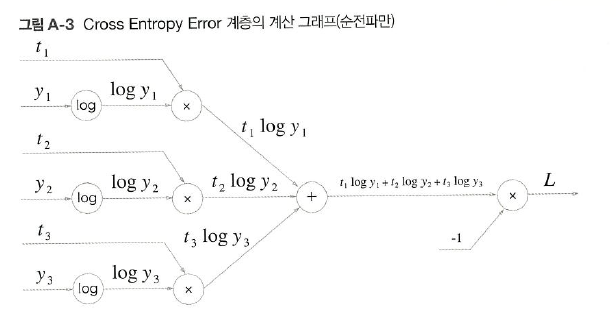 그림 A-3 Cross Entropy Error 계층의 계산 그래프(순전파만)
t₁
y₁ log log y₁ ×
t₁ log y₁
t₂
y₂ log log y₂ × t₂ log y₂ + t₁ log y₁ + t₂ log y₂ + t₃ log y₃ × L
t₃
t₃ log y₃
-1
y₃ log log y₃ ×